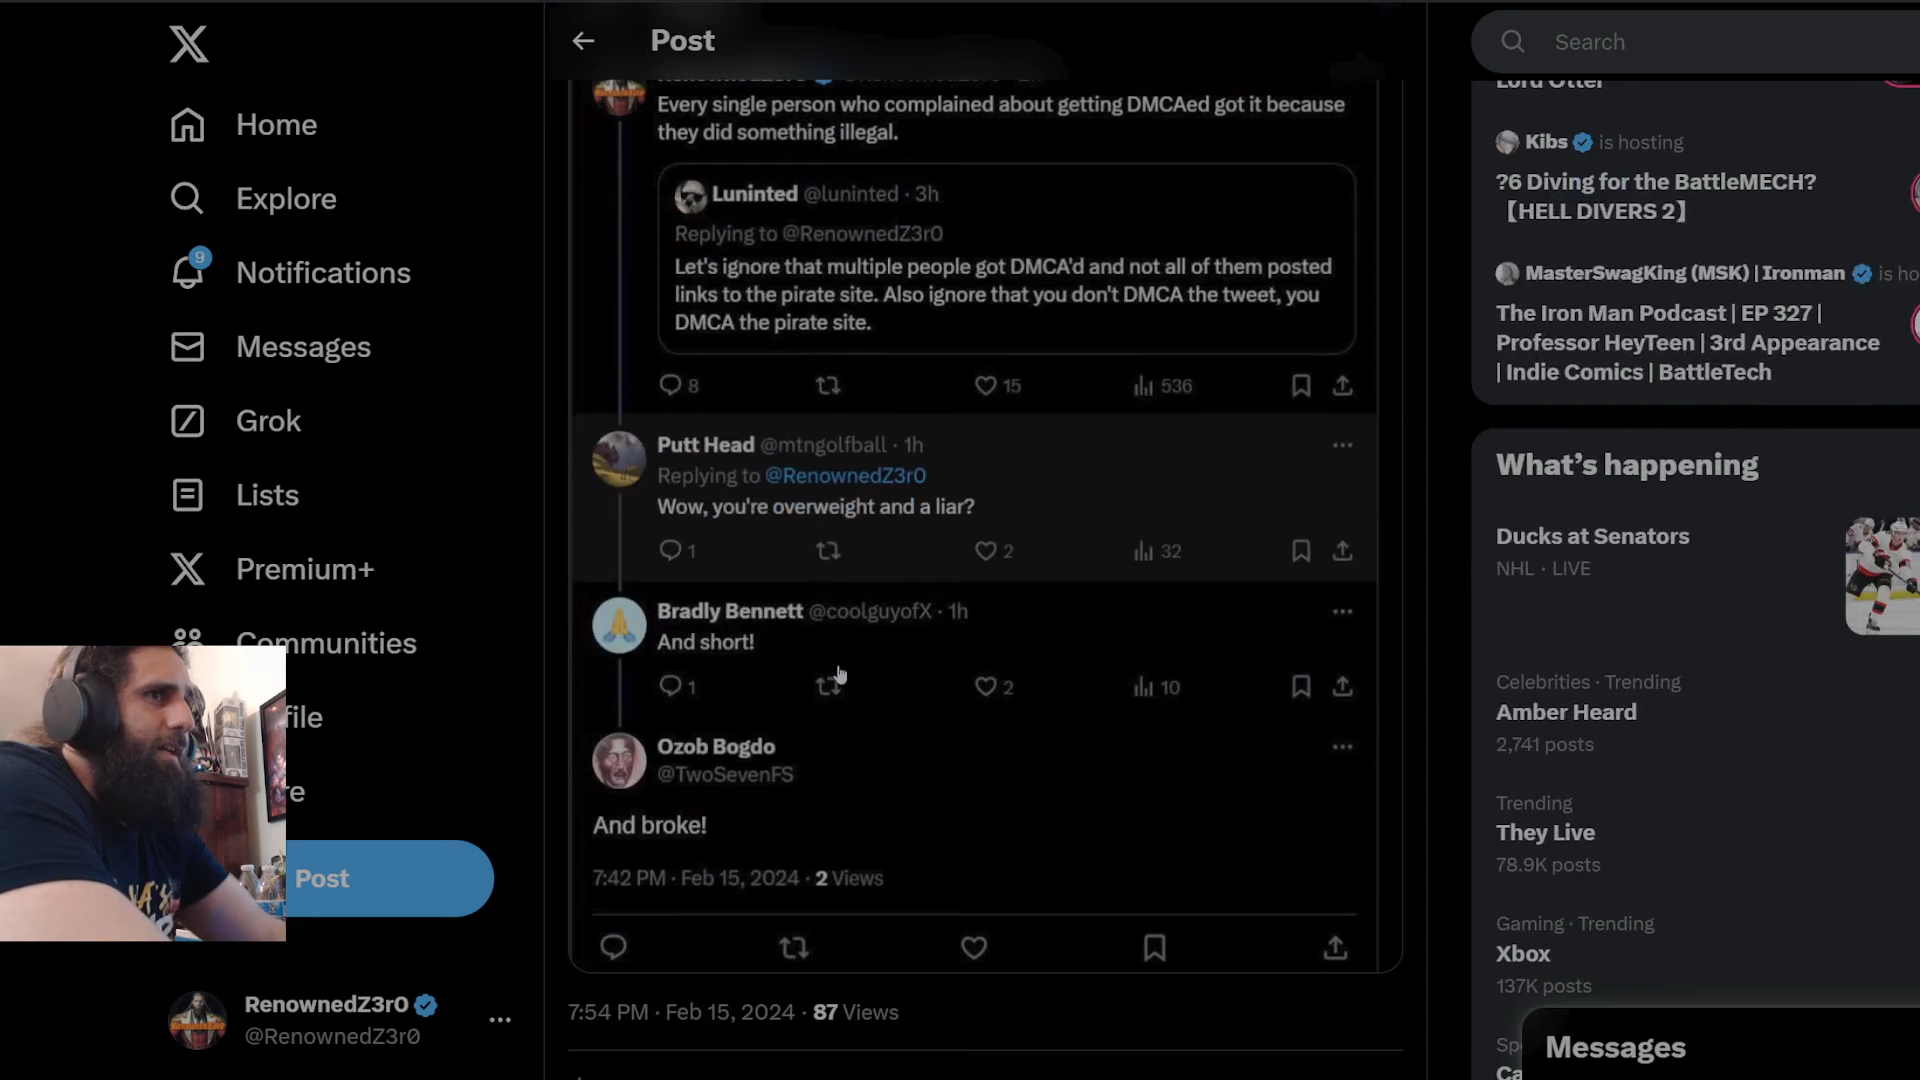 Home
Explore
9
Notifications
Messages
Grok
Lists
Premium+
Communities
file
re
Post
RenownedZ3r0
@RenownedZ3r0
Post
Every single person who complained about getting DMCAed got it because
they did something illegal.
Luninted @luninted · 3h
Replying to @RenownedZ3r0
Let's ignore that multiple people got DMCA'd and not all of them posted
links to the pirate site. Also ignore that you don't DMCA the tweet, you
DMCA the pirate site.
8 15 536
Putt Head @mtngolfball · 1h
Replying to @RenownedZ3r0
Wow, you're overweight and a liar?
1 2 32
Bradly Bennett @coolguyofX · 1h
And short!
1 2 10
Ozob Bogdo
@TwoSevenFS
And broke!
7:42 PM · Feb 15, 2024 · 2 Views
7:54 PM · Feb 15, 2024 · 87 Views
Search
Lord Otter
Kibs is hosting
?6 Diving for the BattleMECH?
【HELL DIVERS 2】
MasterSwagKing (MSK) | Ironman is ho
The Iron Man Podcast | EP 327 |
Professor HeyTeen | 3rd Appearance
| Indie Comics | BattleTech
What's happening
Ducks at Senators
NHL · LIVE
Celebrities · Trending
Amber Heard
2,741 posts
Trending
They Live
78.9K posts
Gaming · Trending
Xbox
137K posts
Sp
Ca
Messages